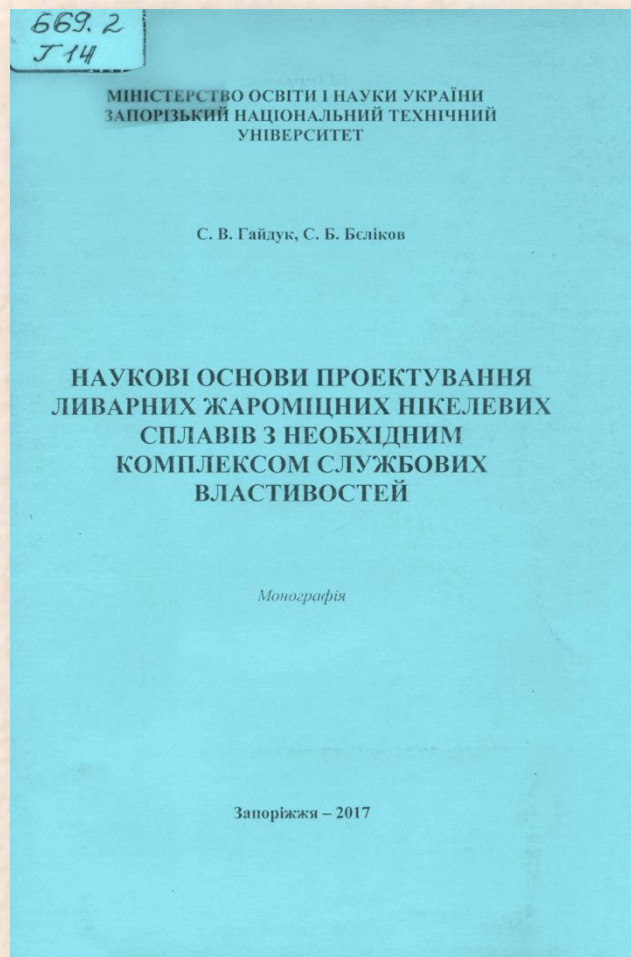 669.2
Г 14
МІНІСТЕРСТВО ОСВІТИ І НАУКИ УКРАЇНИ
ЗАПОРІЗЬКИЙ НАЦІОНАЛЬНИЙ ТЕХНІЧНИЙ
УНІВЕРСИТЕТ
С. В. Гайдук, С. Б. Бєліков
НАУКОВІ ОСНОВИ ПРОЕКТУВАННЯ
ЛИВАРНИХ ЖАРОМІЦНИХ НІКЕЛЕВИХ
СПЛАВІВ З НЕОБХІДНИМ
КОМПЛЕКСОМ СЛУЖБОВИХ
ВЛАСТИВОСТЕЙ
Монографія
Запоріжжя – 2017